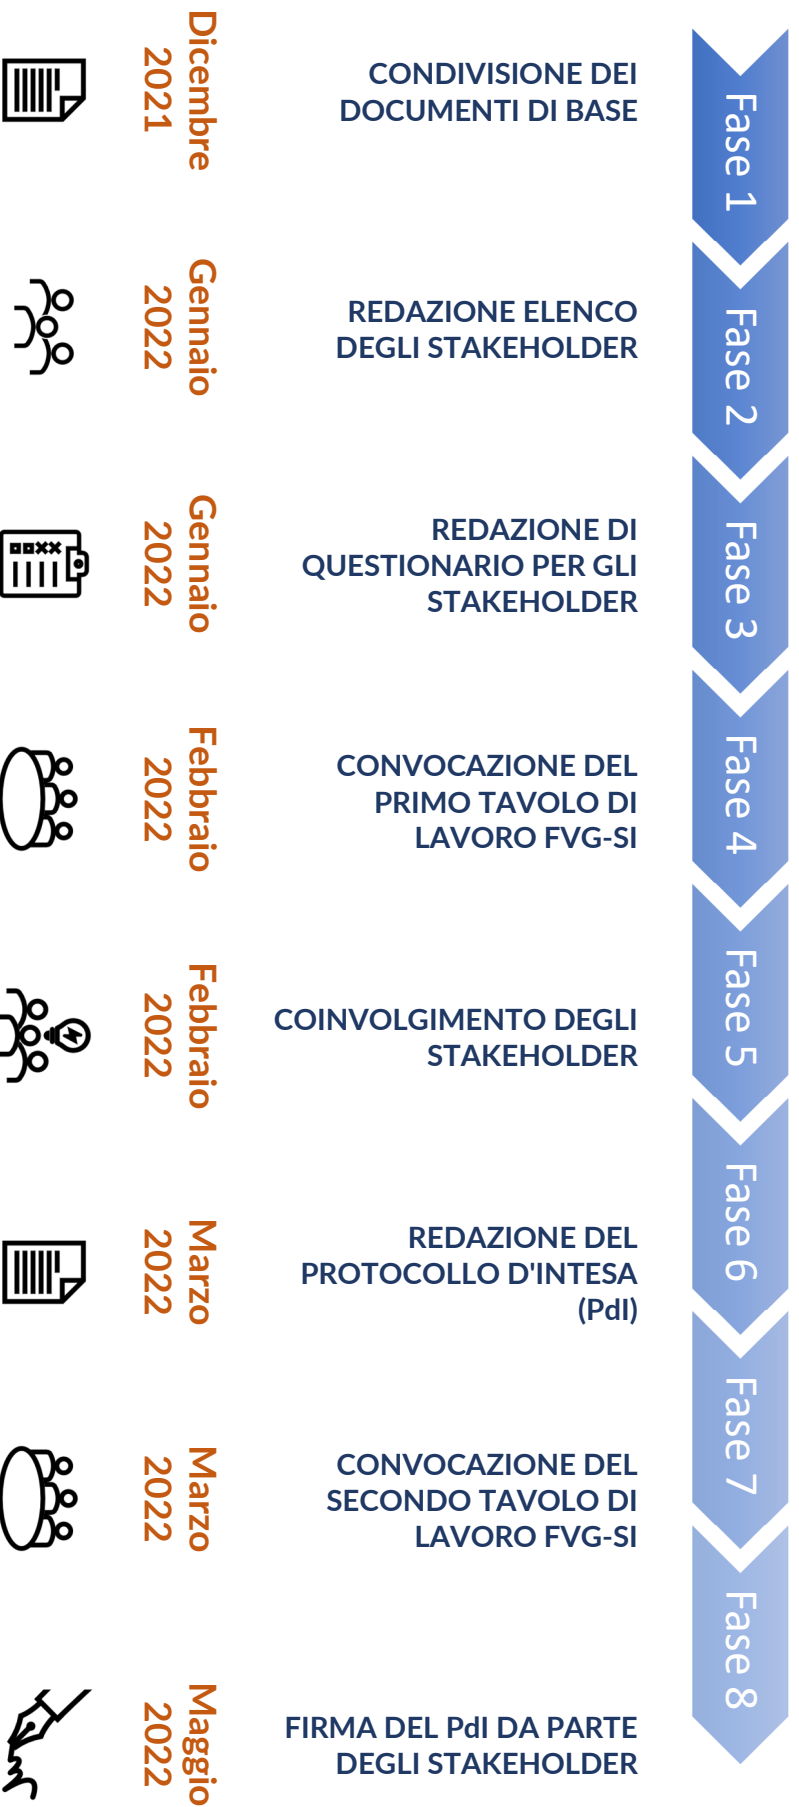 Fase 1
CONDIVISIONE DEI
DOCUMENTI DI BASE
Dicembre
2021
Fase 2
REDAZIONE ELENCO
DEGLI STAKEHOLDER
Gennaio
2022
Fase 3
REDAZIONE DI
QUESTIONARIO PER GLI
STAKEHOLDER
Gennaio
2022
Fase 4
CONVOCAZIONE DEL
PRIMO TAVOLO DI
LAVORO FVG-SI
Febbraio
2022
Fase 5
COINVOLGIMENTO DEGLI
STAKEHOLDER
Febbraio
2022
Fase 6
REDAZIONE DEL
PROTOCOLLO D'INTESA
(PdI)
Marzo
2022
Fase 7
CONVOCAZIONE DEL
SECONDO TAVOLO DI
LAVORO FVG-SI
Marzo
2022
Fase 8
FIRMA DEL PdI DA PARTE
DEGLI STAKEHOLDER
Maggio
2022